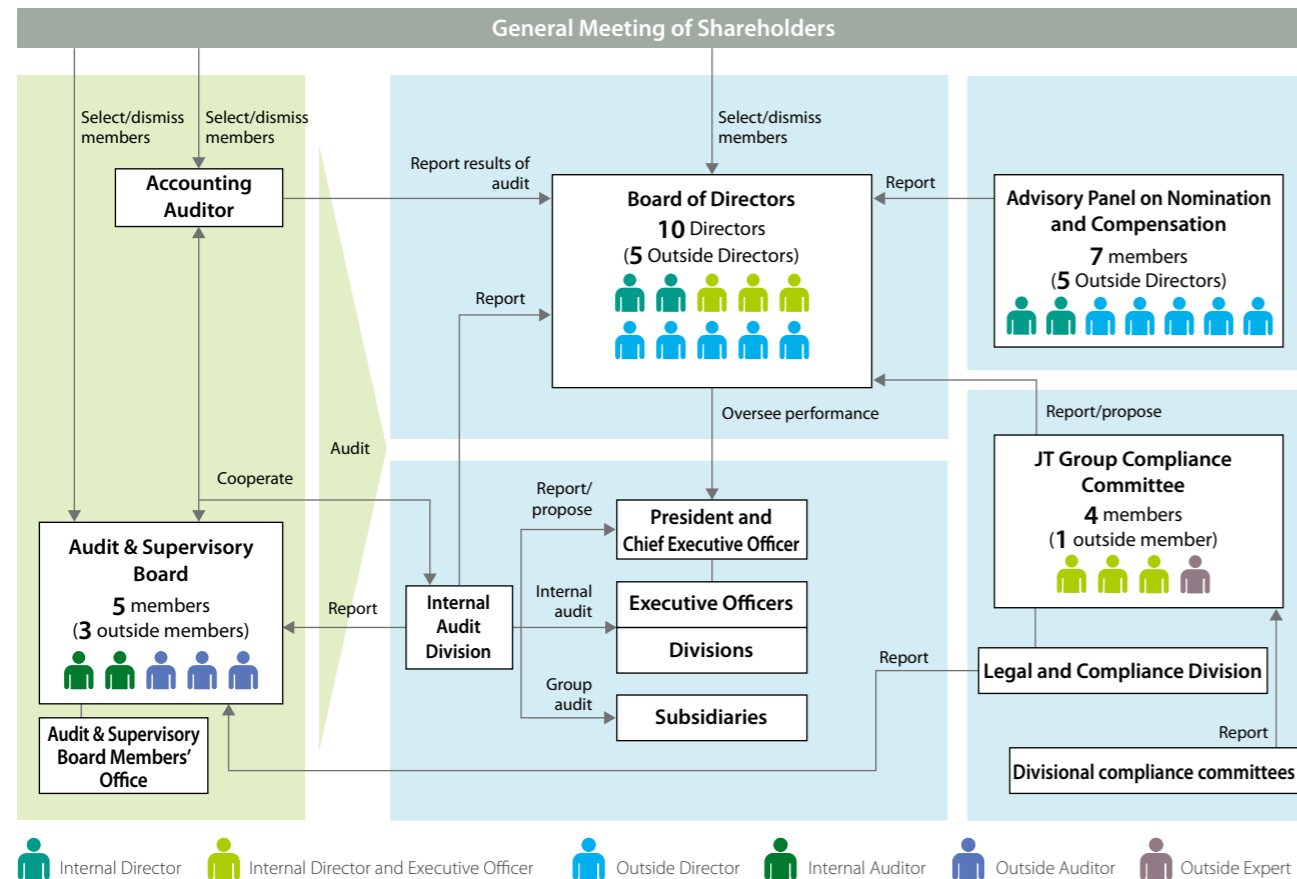 General Meeting of Shareholders
Select/dismiss
members
Select/dismiss
members
Select/dismiss
members
Accounting
Auditor
Report results of
audit
Board of Directors
10 Directors
(5 Outside Directors)
Report
Advisory Panel on Nomination
and Compensation
7 members
(5 Outside Directors)
Report
Oversee performance
Report/propose
Audit
Cooperate
JT Group Compliance
Committee
4 members
(1 outside member)
Report/
propose
President and
Chief Executive Officer
Audit & Supervisory
Board
5 members
(3 outside members)
Report
Internal
Audit
Division
Internal
audit
Executive Officers
Divisions
Group
audit
Subsidiaries
Report
Legal and Compliance Division
Report
Divisional compliance committees
Audit & Supervisory
Board Members’
Office
Internal Director
Internal Director and Executive Officer
Outside Director
Internal Auditor
Outside Auditor
Outside Expert